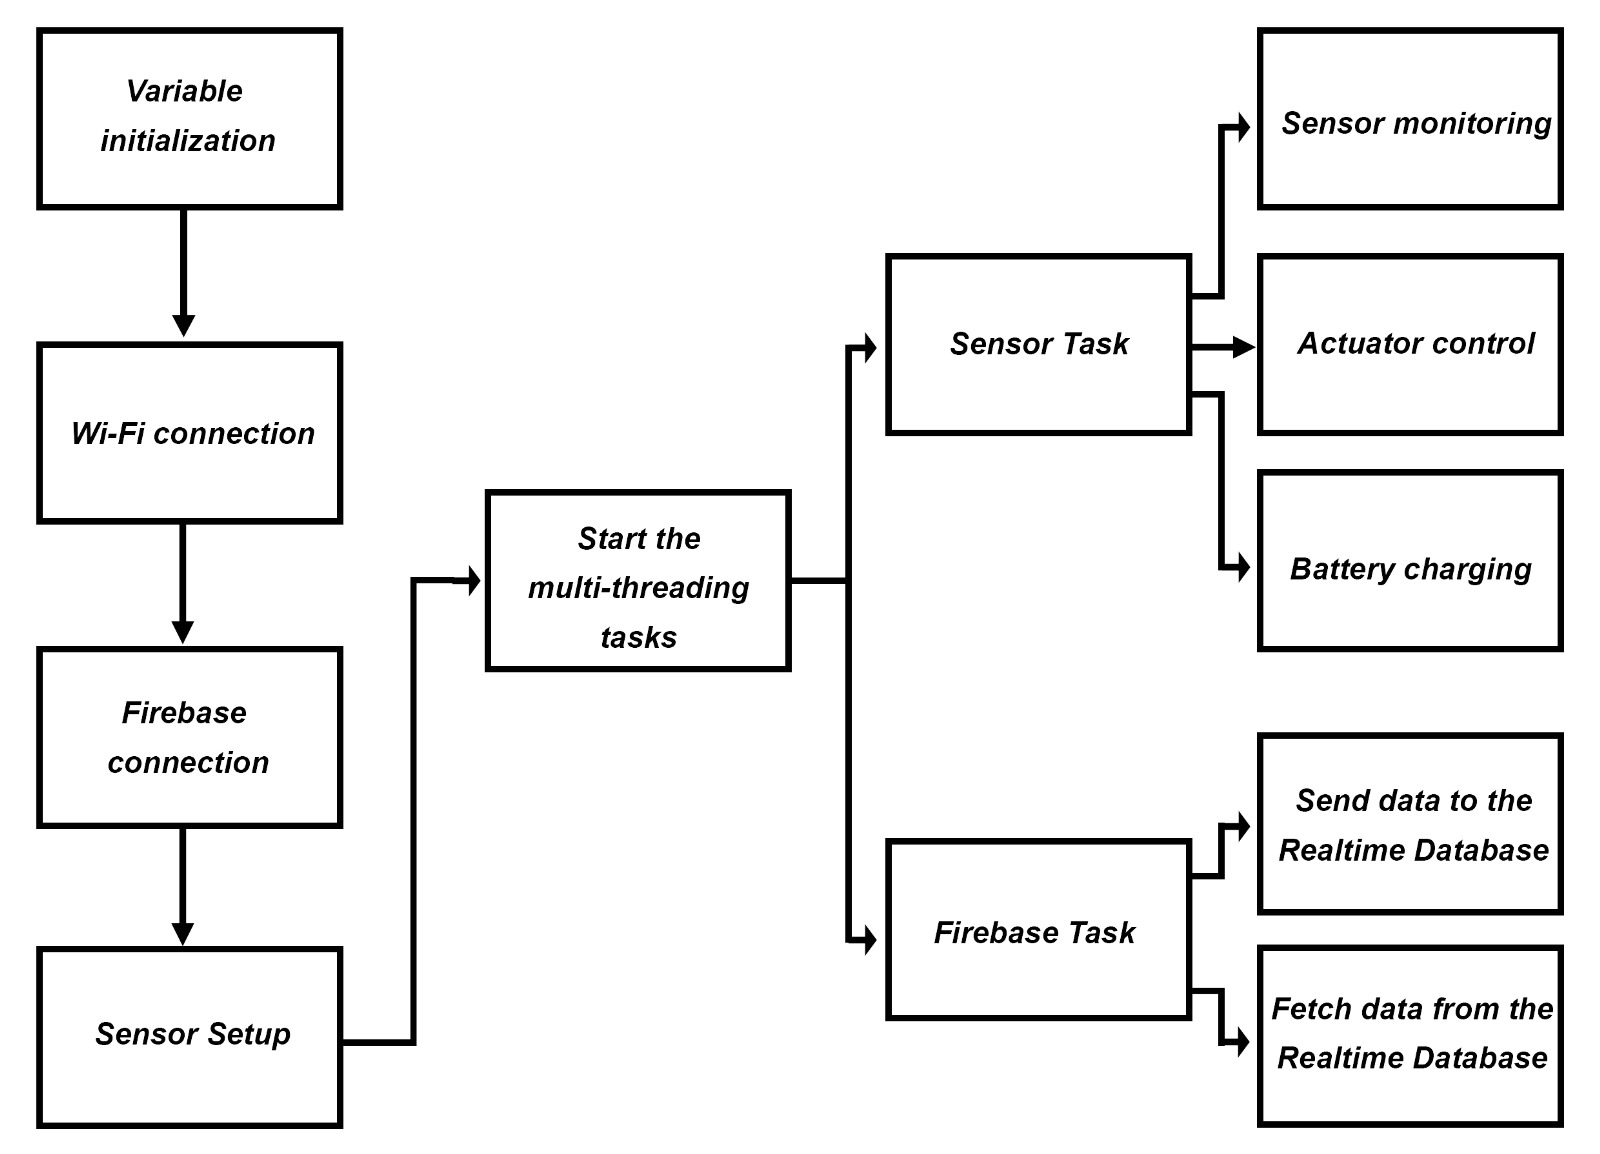 Variable
initialization
Wi-Fi connection
Firebase
connection
Sensor Setup
Start the
multi-threading
tasks
Sensor Task
Firebase Task
Sensor monitoring
Actuator control
Battery charging
Send data to the
Realtime Database
Fetch data from the
Realtime Database